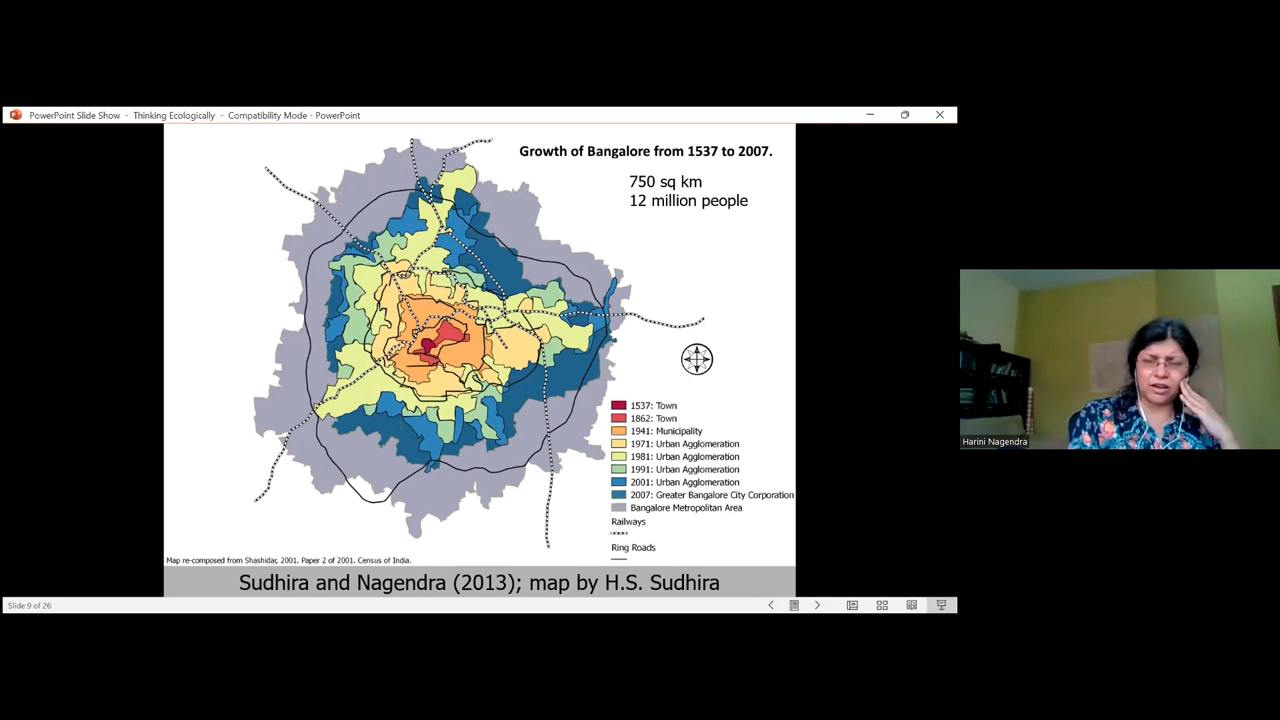 PowerPoint Slide Show - Thinking Ecologically - Compatibility Mode - PowerPoint
Growth of Bangalore from 1537 to 2007.
750 sq km
12 million people
1537: Town
1862: Town
1941: Municipality
1971: Urban Agglomeration
1981: Urban Agglomeration
1991: Urban Agglomeration
2001: Urban Agglomeration
2007: Greater Bangalore City Corporation
Bangalore Metropolitan Area
Railways
Ring Roads
Map re-composed from Shashidar, 2001. Paper 2 of 2001. Census of India.
Sudhira and Nagendra (2013); map by H.S. Sudhira
Slide 9 of 26
Harini Nagendra